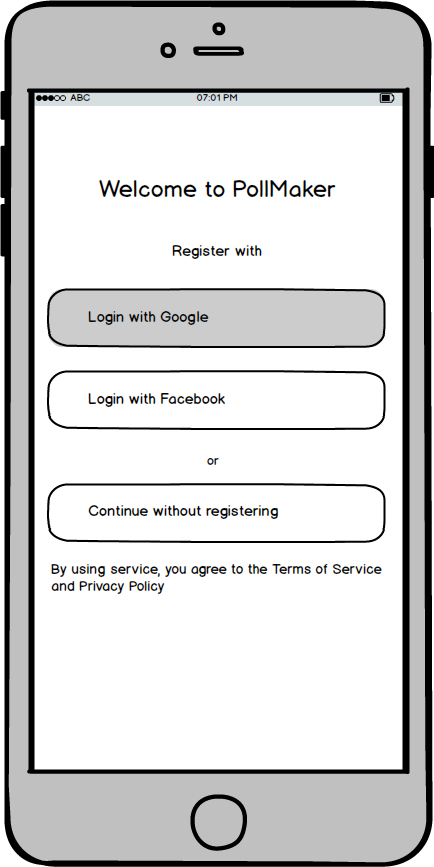 ABC 07:01 PM
Welcome to PollMaker
Register with
Login with Google
Login with Facebook
or
Continue without registering
By using service, you agree to the Terms of Service
and Privacy Policy